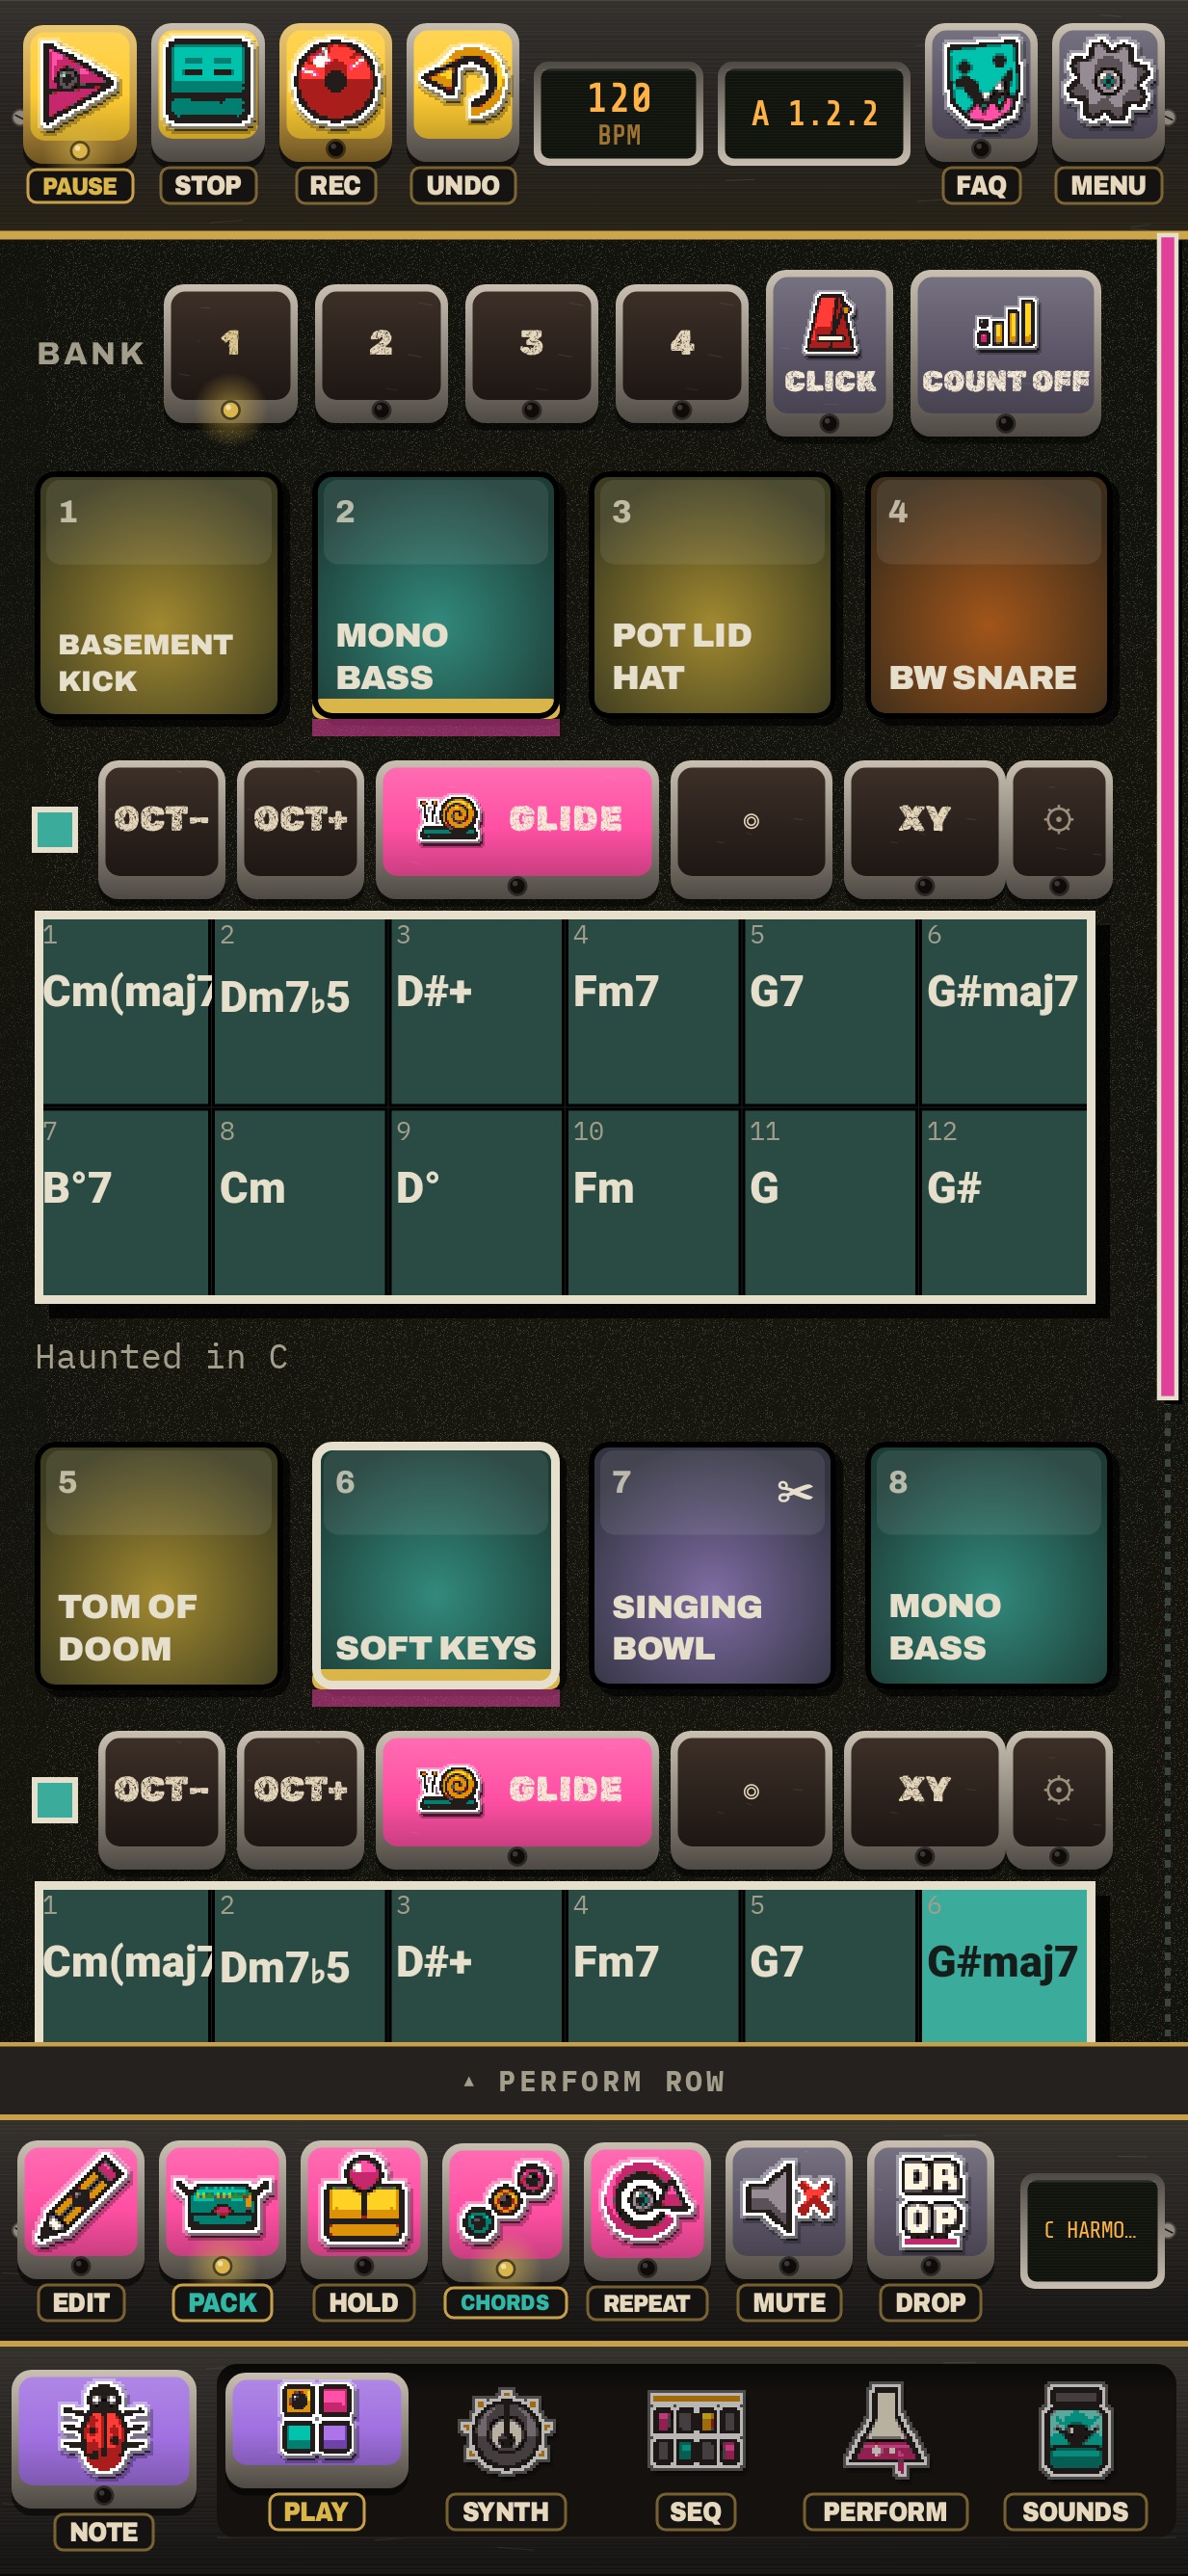 120
BPM
A 1.2.2
PAUSE STOP REC UNDO FAQ MENU
BANK 1 2 3 4 CLICK COUNT OFF
1 2 3 4
BASEMENT KICK
MONO BASS
POT LID HAT
BW SNARE
OCT- OCT+ GLIDE XY
1 2 3 4 5 6
Cm(maj7 Dm7♭5 D#+ Fm7 G7 G#maj7
7 8 9 10 11 12
B°7 Cm D° Fm G G#
Haunted in C
5 6 7 8
TOM OF DOOM
SOFT KEYS
SINGING BOWL
MONO BASS
OCT- OCT+ GLIDE XY
1 2 3 4 5 6
Cm(maj7 Dm7♭5 D#+ Fm7 G7 G#maj7
▲ PERFORM ROW
DR
OP
C HARMO…
EDIT PACK HOLD CHORDS REPEAT MUTE DROP
NOTE PLAY SYNTH SEQ PERFORM SOUNDS